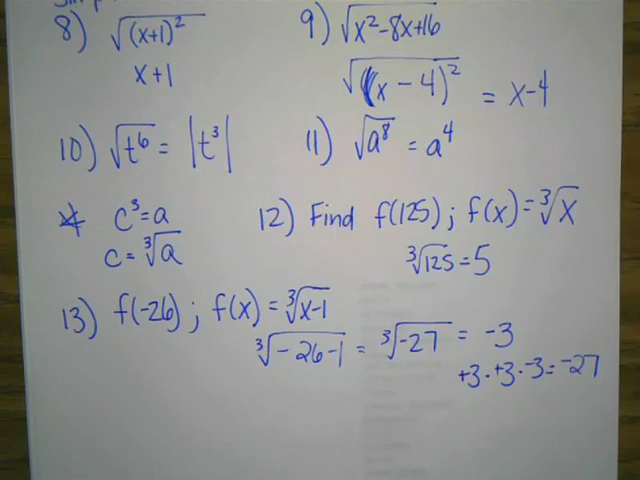 8) √(x+1)²
x+1
9) √x²-8x+16
√(x-4)² = x-4
10) √t⁶ = |t³|
11) √a⁸ = a⁴
* c³=a
c=∛a
12) Find f(125); f(x)=∛x
∛125=5
13) f(-26); f(x)=∛x-1
∛-26-1 = ∛-27 = -3
+3·+3·-3=-27